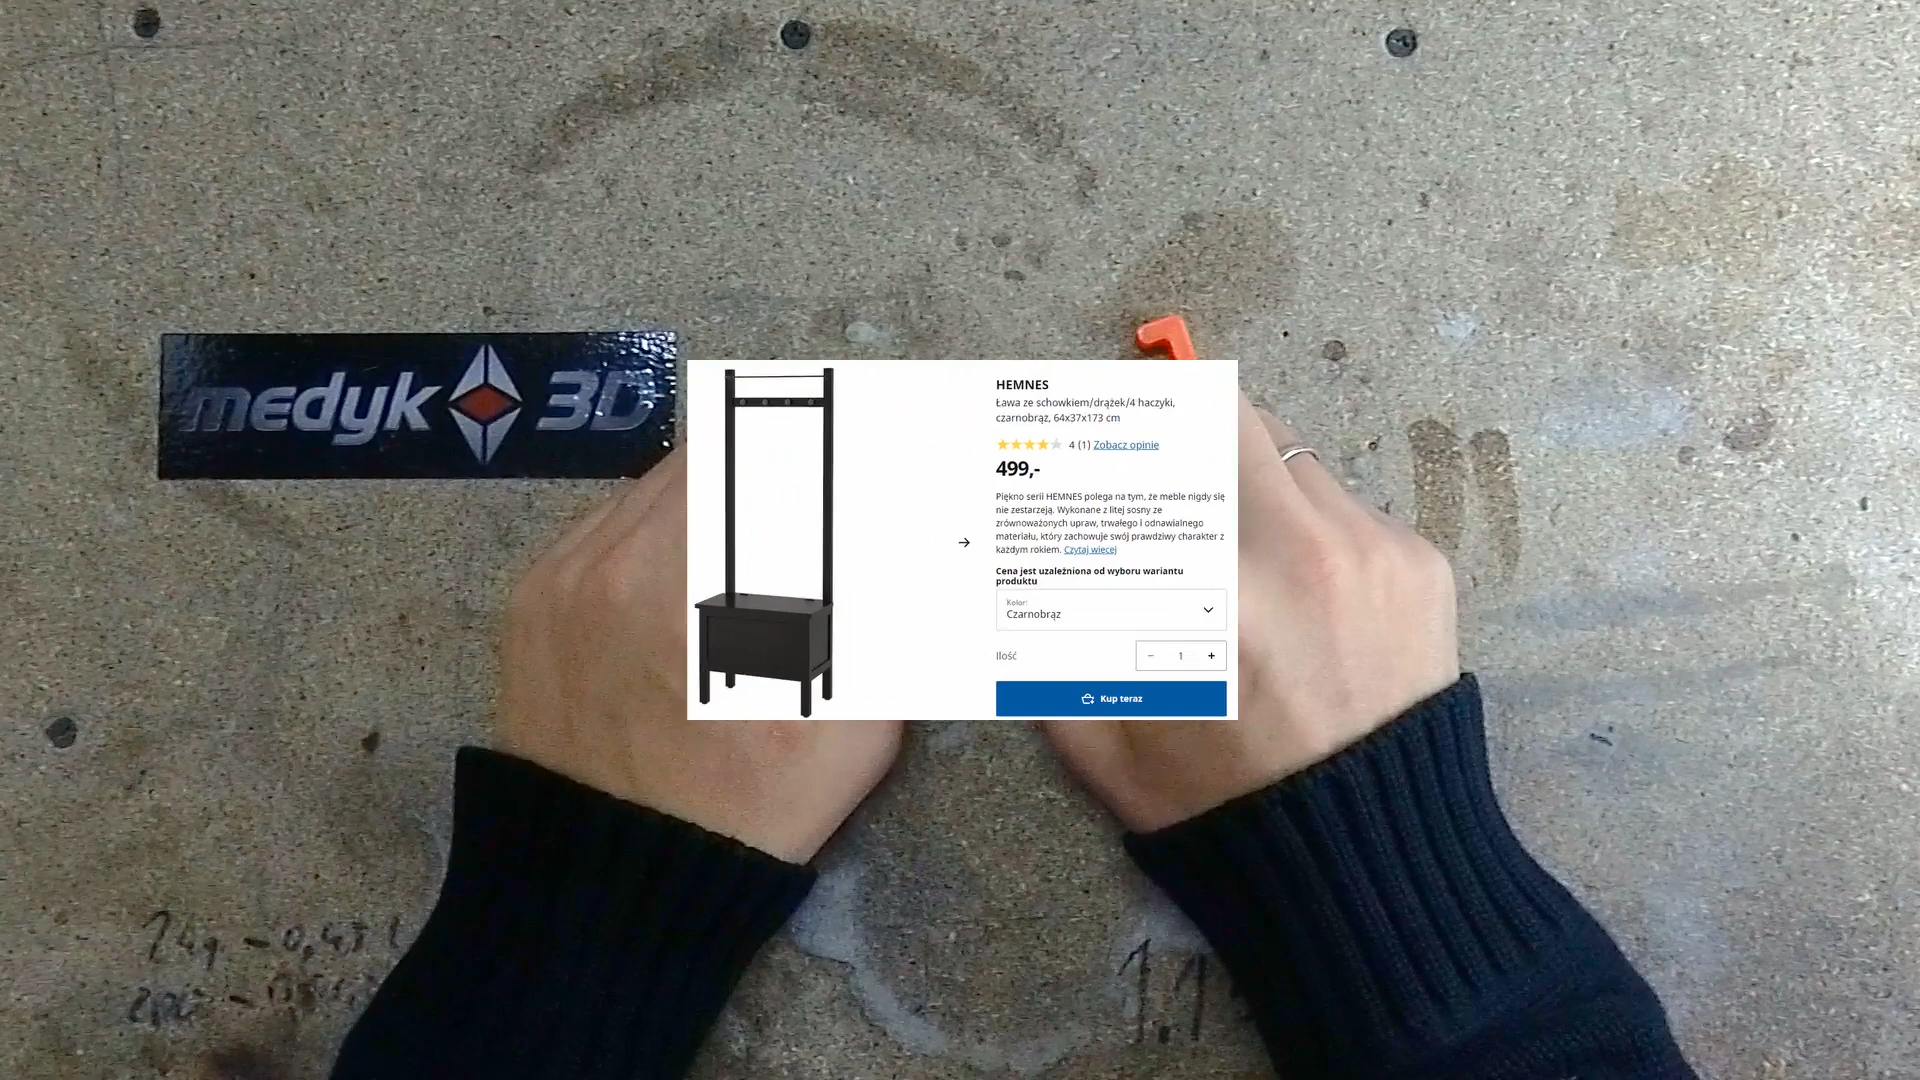 medyk 3D
HEMNES
Ława ze schowkiem/drążek/4 haczyki,
czarnobrąz, 64x37x173 cm
4 (1) Zobacz opinie
499,-
Piękno serii HEMNES polega na tym, że meble nigdy się
nie zestarzeją. Wykonane z litej sosny ze
zrównoważonych upraw, trwałego i odnawialnego
materiału, który zachowuje swój prawdziwy charakter z
każdym rokiem. Czytaj więcej
Cena jest uzależniona od wyboru wariantu
produktu
Kolor:
Czarnobrąz
Ilość
− 1 +
Kup teraz
1.1